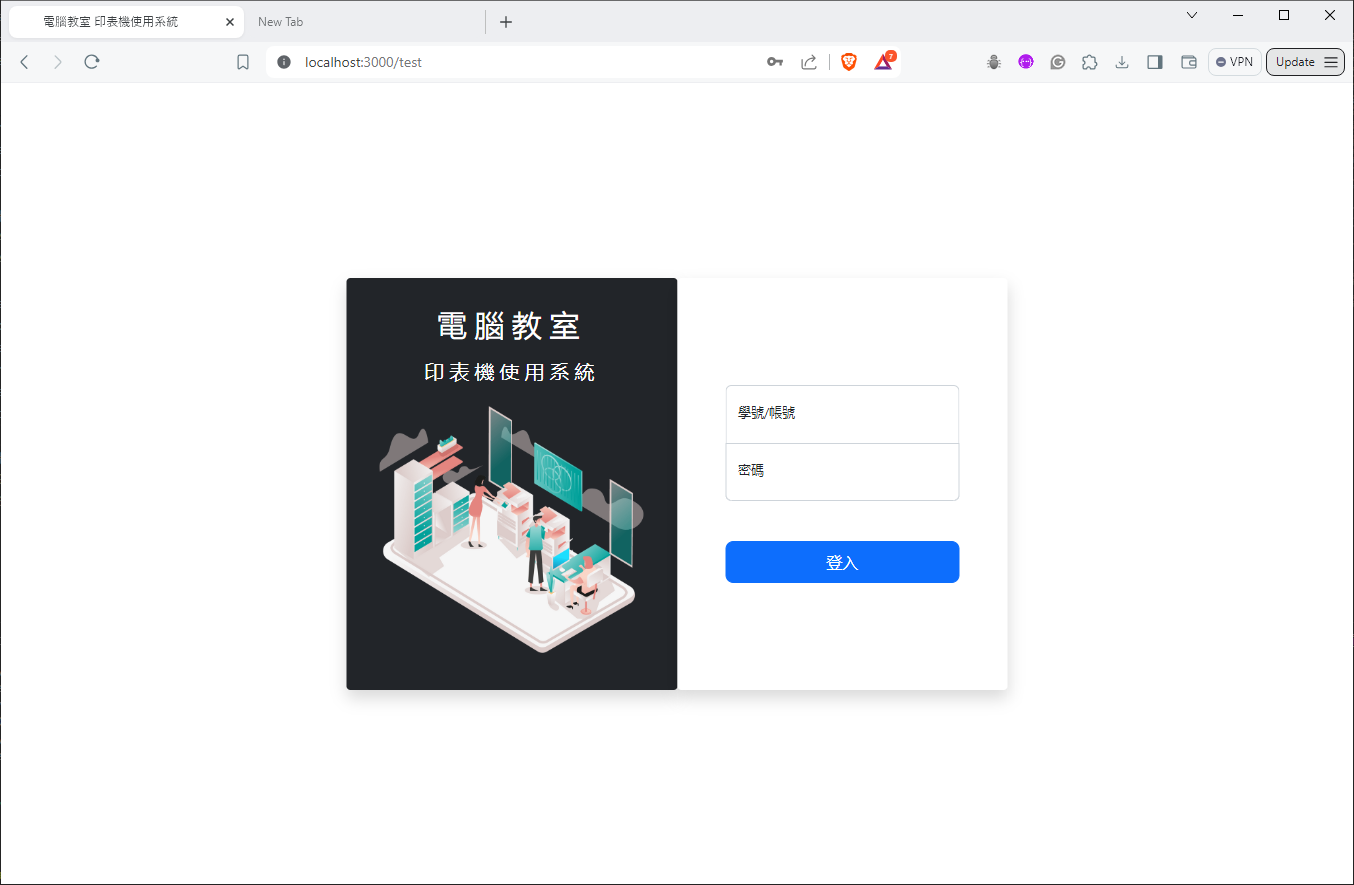 電腦教室 印表機使用系統
New Tab
localhost:3000/test
7
VPN
Update
電腦教室
印表機使用系統
學號/帳號
密碼
登入